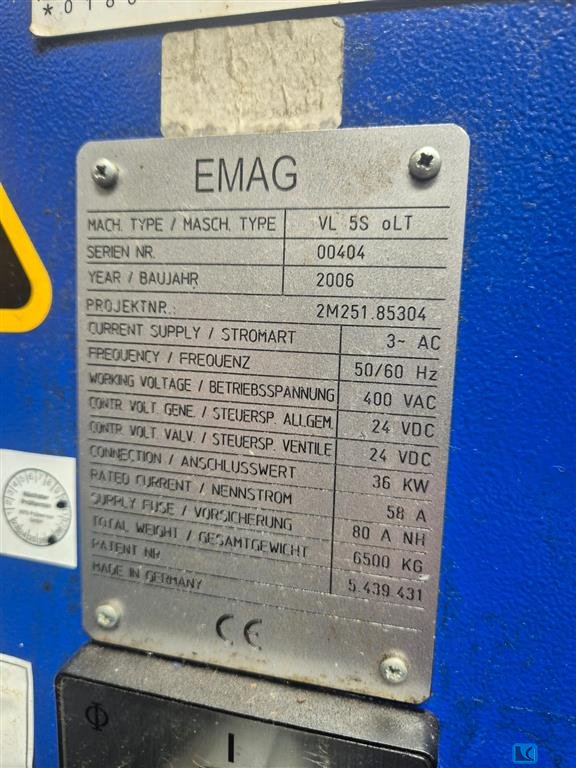 EMAG
MACH. TYPE / MASCH. TYPE VL 5S oLT
SERIEN NR. 00404
YEAR / BAUJAHR 2006
PROJEKTNR.: 2M251.85304
CURRENT SUPPLY / STROMART 3~ AC
FREQUENCY / FREQUENZ 50/60 Hz
WORKING VOLTAGE / BETRIEBSSPANNUNG 400 VAC
CONTR. VOLT. GENE. / STEUERSP. ALLGEM. 24 VDC
CONTR. VOLT. VALV. / STEUERSP. VENTILE 24 VDC
CONNECTION / ANSCHLUSSWERT 36 KW
RATED CURRENT / NENNSTROM 58 A
SUPPLY FUSE / VORSICHERUNG 80 A NH
TOTAL WEIGHT / GESAMTGEWICHT 6500 KG
PATENT NR. 5.439.431
MADE IN GERMANY
CE
I